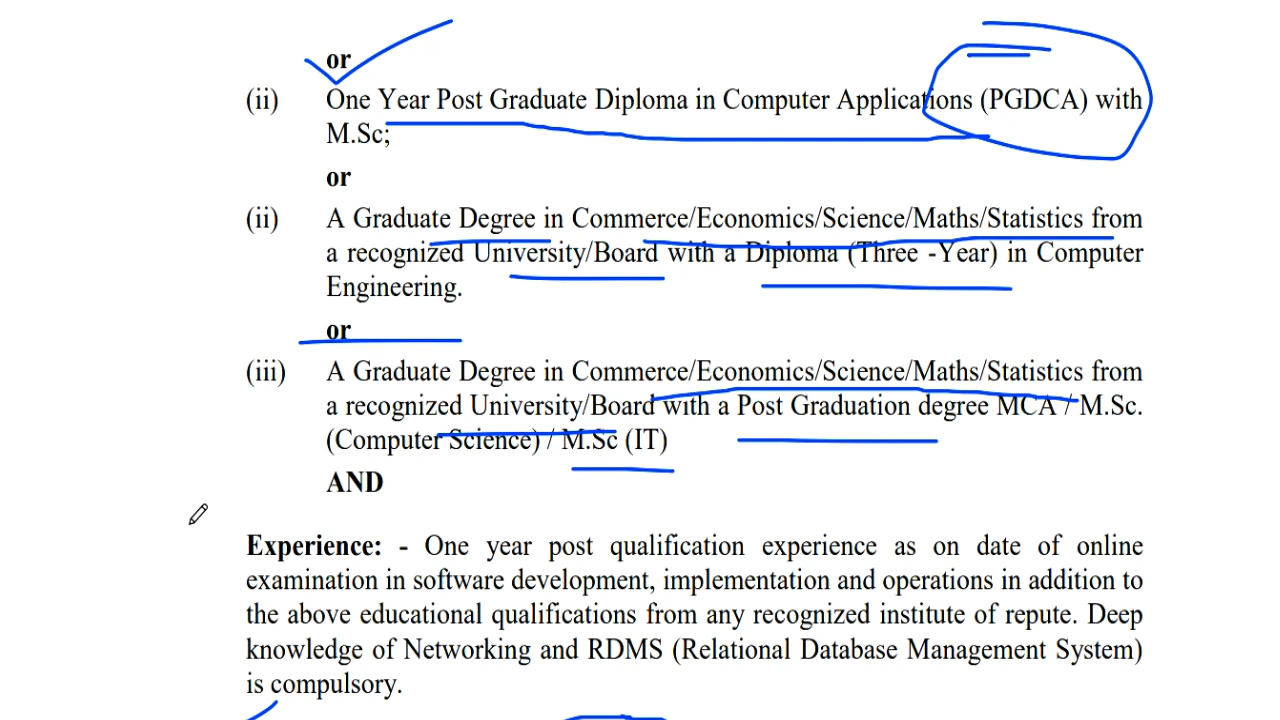 or
(ii) One Year Post Graduate Diploma in Computer Applications (PGDCA) with
M.Sc;
or
(ii) A Graduate Degree in Commerce/Economics/Science/Maths/Statistics from
a recognized University/Board with a Diploma (Three -Year) in Computer
Engineering.
or
(iii) A Graduate Degree in Commerce/Economics/Science/Maths/Statistics from
a recognized University/Board with a Post Graduation degree MCA / M.Sc.
(Computer Science) / M.Sc (IT)
AND
Experience: - One year post qualification experience as on date of online
examination in software development, implementation and operations in addition to
the above educational qualifications from any recognized institute of repute. Deep
knowledge of Networking and RDMS (Relational Database Management System)
is compulsory.